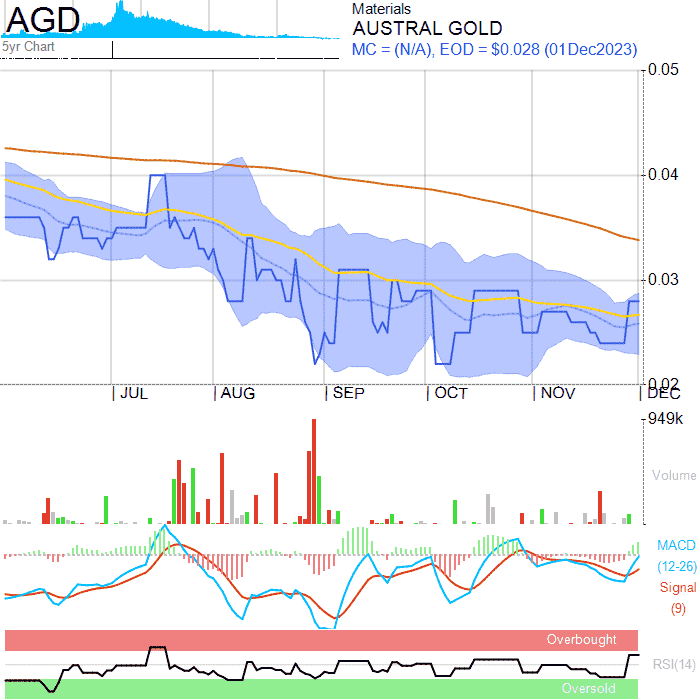 AGD
5yr Chart
Materials
AUSTRAL GOLD
MC = (N/A), EOD = $0.028 (01Dec2023)
0.05
0.04
0.03
0.02
JUL AUG SEP OCT NOV DEC
949k
Volume
MACD
(12-26)
Signal
(9)
Overbought
RSI(14)
Oversold